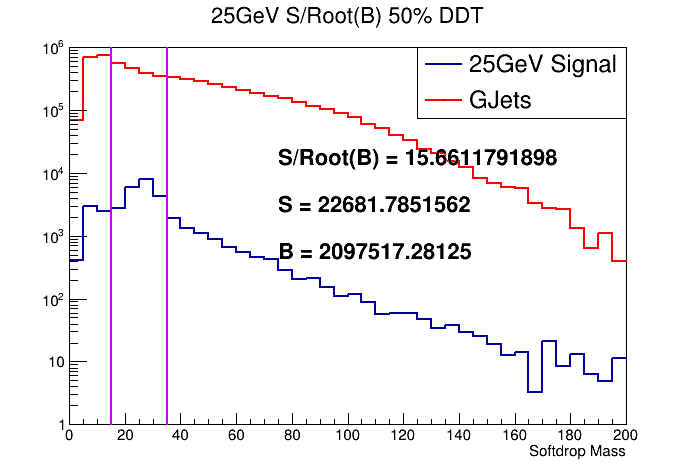 25GeV S/Root(B) 50% DDT
25GeV Signal
GJets
S/Root(B) = 15.6611791898
S = 22681.7851562
B = 2097517.28125
10^6
10^5
10^4
10^3
10^2
10
1
0 20 40 60 80 100 120 140 160 180 200
Softdrop Mass